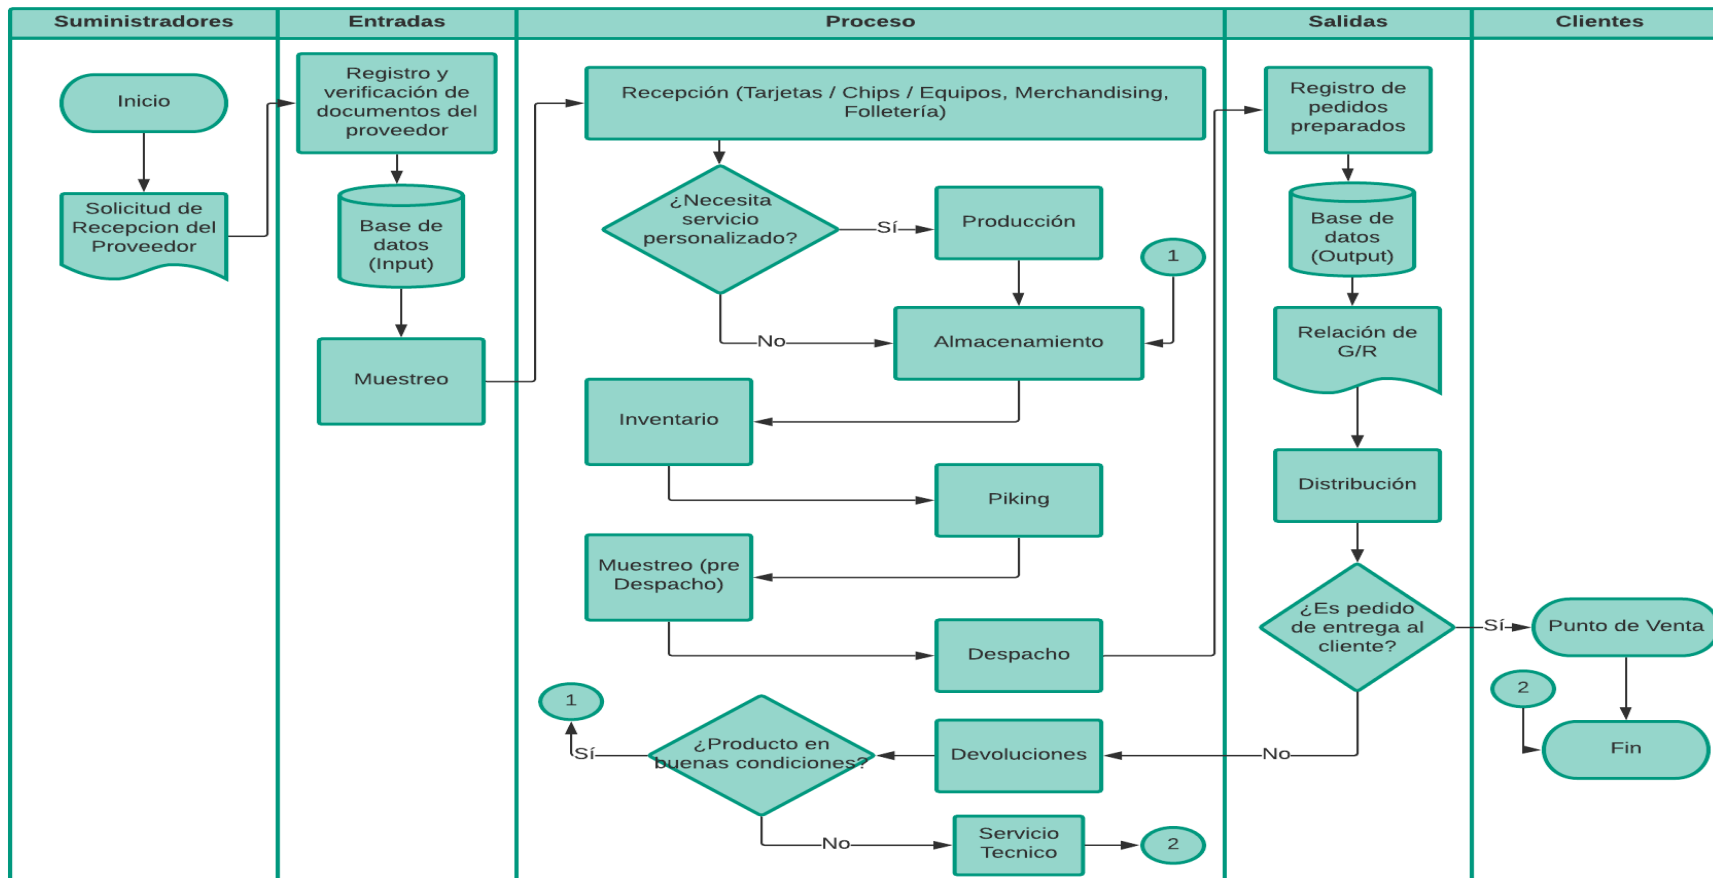 Suministradores
Entradas
Proceso
Salidas
Clientes
Inicio
Solicitud de
Recepcion del
Proveedor
Registro y
verificación de
documentos del
proveedor
Base de
datos
(Input)
Muestreo
Recepción (Tarjetas / Chips / Equipos, Merchandising,
Folletería)
¿Necesita
servicio
personalizado?
Sí
Producción
1
No
Almacenamiento
Inventario
Piking
Muestreo (pre
Despacho)
Despacho
1
Sí
¿Producto en
buenas condiciones?
Devoluciones
No
No
Servicio
Tecnico
2
Registro de
pedidos
preparados
Base de
datos
(Output)
Relación de
G/R
Distribución
¿Es pedido
de entrega al
cliente?
Sí
Punto de Venta
2
Fin